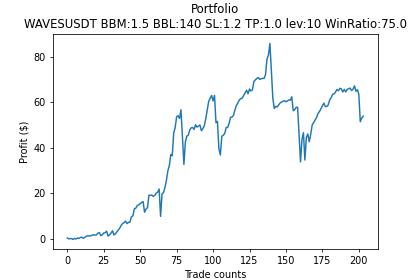 Portfolio
WAVESUSDT BBM:1.5 BBL:140 SL:1.2 TP:1.0 lev:10 WinRatio:75.0
80
60
40
20
0
Profit ($)
0 25 50 75 100 125 150 175 200
Trade counts